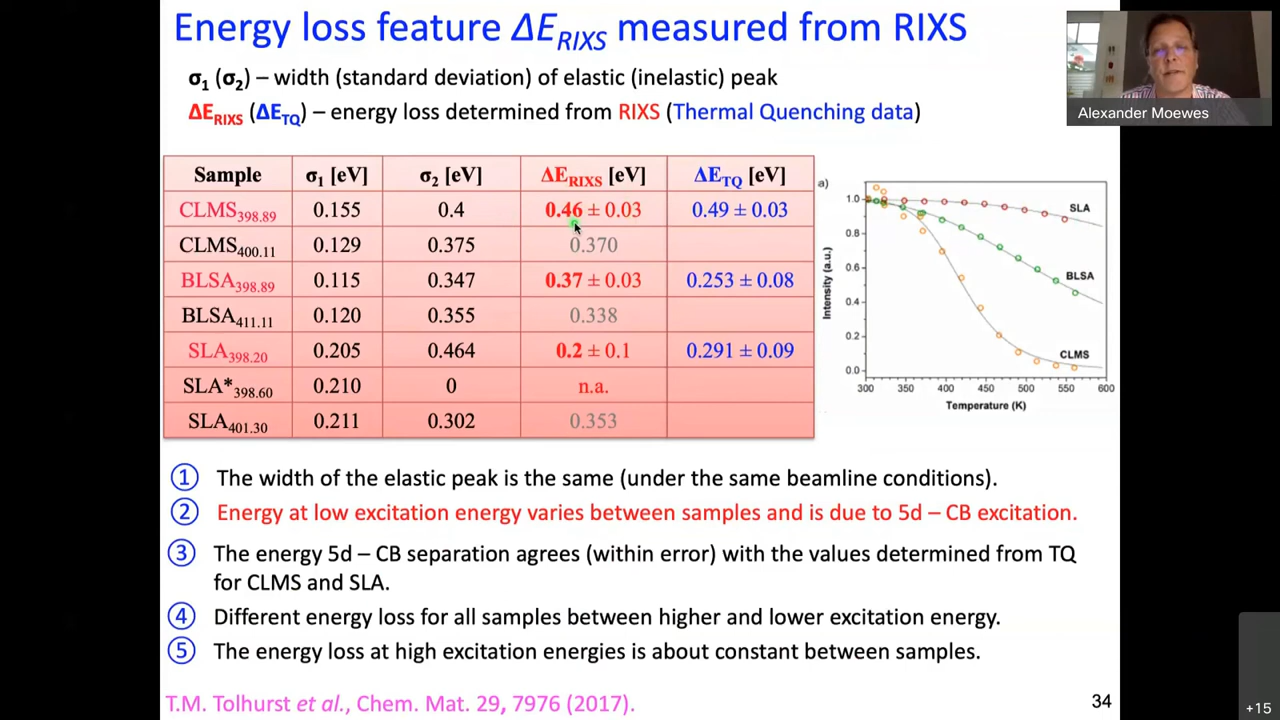 Energy loss feature ΔE_RIXS measured from RIXS
σ₁ (σ₂) – width (standard deviation) of elastic (inelastic) peak
ΔE_RIXS (ΔE_TQ) – energy loss determined from RIXS (Thermal Quenching data)
Alexander Moewes
Sample σ₁ [eV] σ₂ [eV] ΔE_RIXS [eV] ΔE_TQ [eV]
CLMS_398.89 0.155 0.4 0.46 ± 0.03 0.49 ± 0.03
CLMS_400.11 0.129 0.375 0.370
BLSA_398.89 0.115 0.347 0.37 ± 0.03 0.253 ± 0.08
BLSA_411.11 0.120 0.355 0.338
SLA_398.20 0.205 0.464 0.2 ± 0.1 0.291 ± 0.09
SLA*_398.60 0.210 0 n.a.
SLA_401.30 0.211 0.302 0.353
a)
Intensity (a.u.)
1.0
0.8
0.6
0.4
0.2
0.0
SLA
BLSA
CLMS
300 350 400 450 500 550 600
Temperature (K)
① The width of the elastic peak is the same (under the same beamline conditions).
② Energy at low excitation energy varies between samples and is due to 5d – CB excitation.
③ The energy 5d – CB separation agrees (within error) with the values determined from TQ
for CLMS and SLA.
④ Different energy loss for all samples between higher and lower excitation energy.
⑤ The energy loss at high excitation energies is about constant between samples.
T.M. Tolhurst et al., Chem. Mat. 29, 7976 (2017).
34
+15